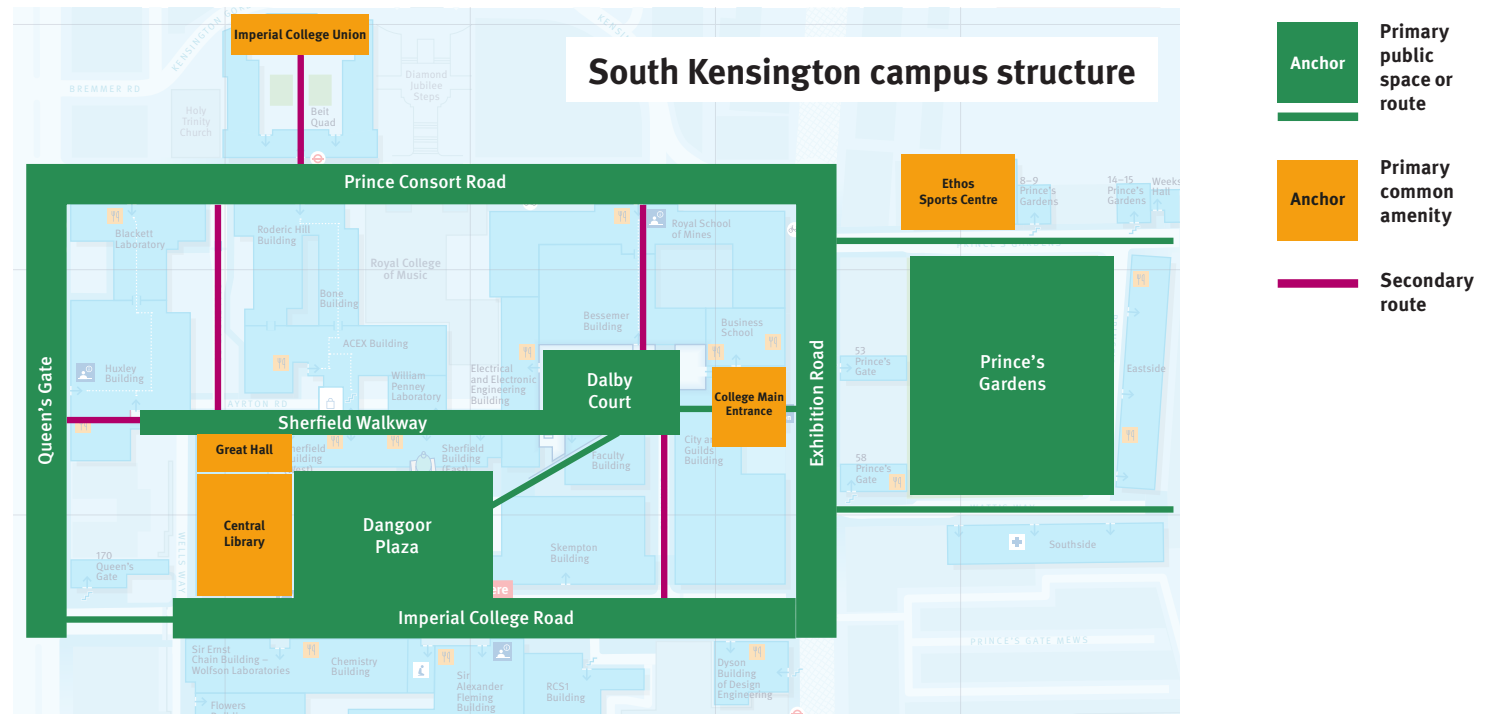 South Kensington campus structure
Imperial College Union
KENSINGTON GORE
BREMMER RD
Diamond
Jubilee
Steps
Holy
Trinity
Church
Beit
Quad
Prince Consort Road
Ethos
Sports Centre
8–9
Prince's
Gardens
14–15
Prince's
Gardens
Weeks
Hall
Blackett
Laboratory
Roderic Hill
Building
Royal College
of Music
Royal School
of Mines
Bone
Building
Bessemer
Building
Business
School
ACEX Building
Huxley
Building
William
Penney
Laboratory
Electrical
and Electronic
Engineering
Building
Dalby
Court
College Main
Entrance
Queen's Gate
Exhibition Road
53
Prince's
Gate
Prince's
Gardens
Eastside
Sherfield Walkway
Great Hall
Sherfield
Building
(East)
Faculty
Building
City and
Guilds
Building
58
Prince's
Gate
Central
Library
Dangoor
Plaza
Skempton
Building
Southside
170
Queen's
Gate
WELLS WAY
Imperial College Road
PRINCE'S GATE MEWS
Sir Ernst
Chain Building –
Wolfson Laboratories
Chemistry
Building
Sir
Alexander
Fleming
Building
RCS1
Building
Dyson
Building
of Design
Engineering
Flowers
Anchor
Primary
public
space or
route
Anchor
Primary
common
amenity
Secondary
route